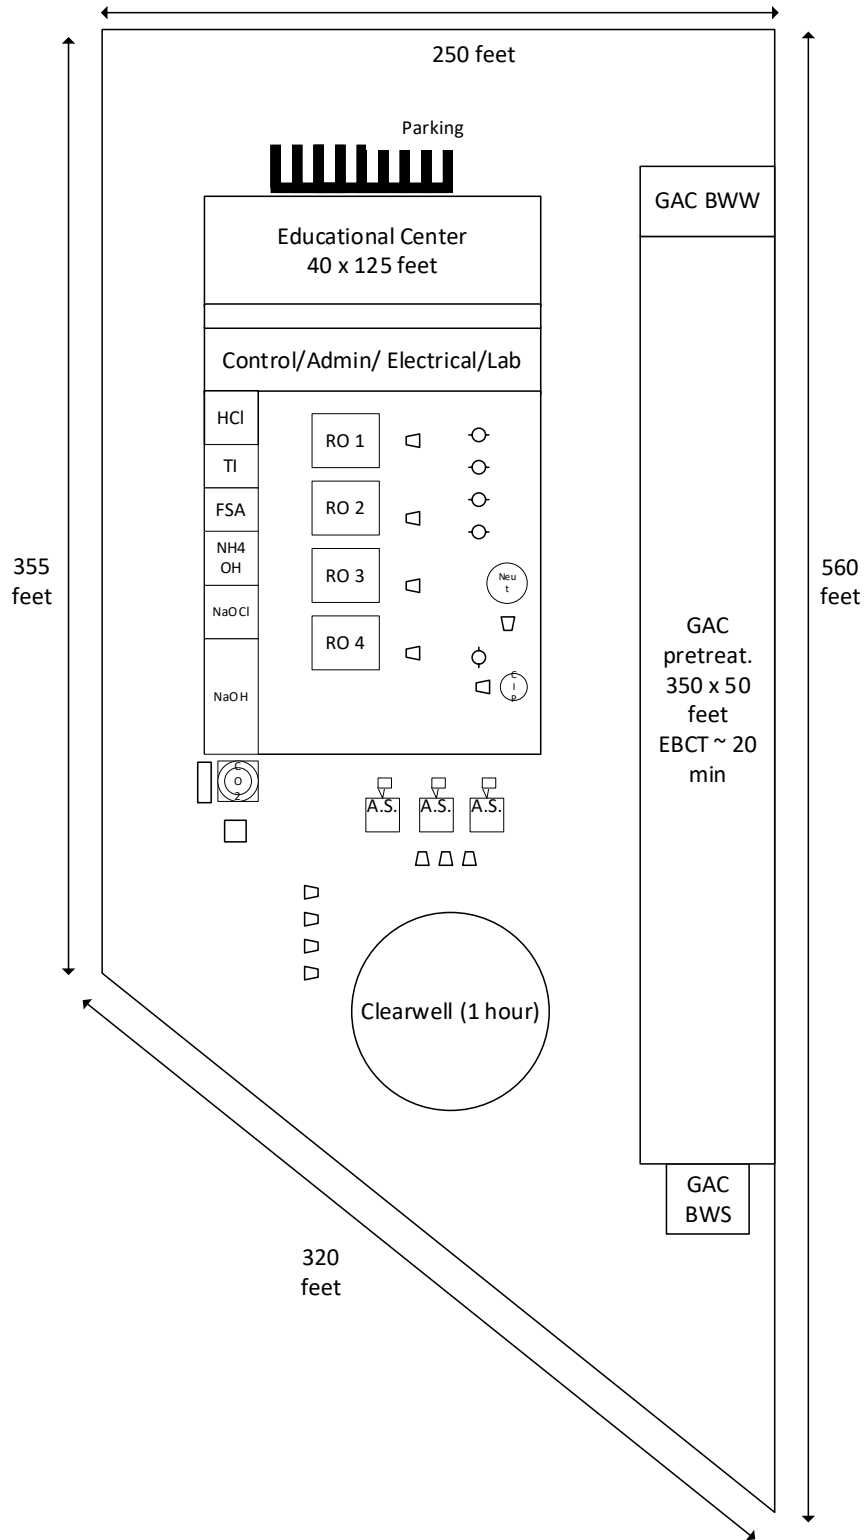 250 feet
Parking
GAC BWW
Educational Center
40 x 125 feet
Control/Admin/ Electrical/Lab
HCl
TI
FSA
NH4
OH
NaOCl
NaOH
RO 1
RO 2
RO 3
RO 4
Neu
t
C
I
P
C
O
2
A.S.
A.S.
A.S.
355
feet
560
feet
GAC
pretreat.
350 x 50
feet
EBCT ~ 20
min
Clearwell (1 hour)
GAC
BWS
320
feet